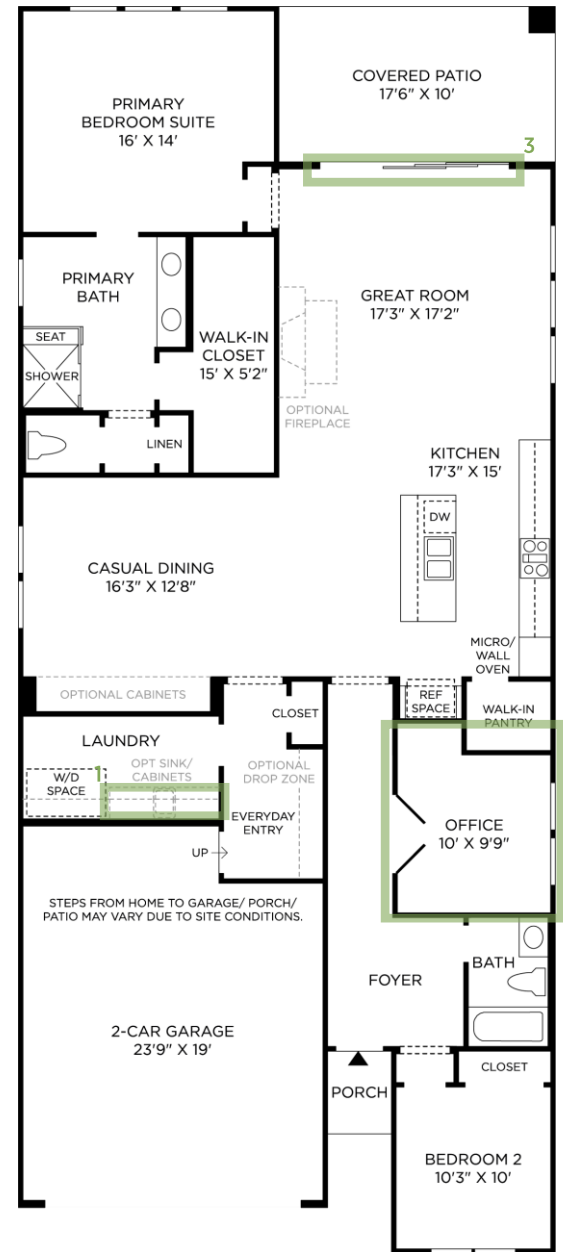 COVERED PATIO
17'6" X 10'
PRIMARY
BEDROOM SUITE
16' X 14'
3
PRIMARY
BATH
GREAT ROOM
17'3" X 17'2"
SEAT
SHOWER
WALK-IN
CLOSET
15' X 5'2"
OPTIONAL
FIREPLACE
LINEN
KITCHEN
17'3" X 15'
DW
CASUAL DINING
16'3" X 12'8"
MICRO/
WALL
OVEN
OPTIONAL CABINETS
REF
SPACE
WALK-IN
PANTRY
CLOSET
LAUNDRY
OPT SINK/
CABINETS
OPTIONAL
DROP ZONE
1
W/D
SPACE
EVERYDAY
ENTRY
OFFICE
10' X 9'9"
UP
STEPS FROM HOME TO GARAGE/ PORCH/
PATIO MAY VARY DUE TO SITE CONDITIONS.
BATH
FOYER
2-CAR GARAGE
23'9" X 19'
CLOSET
PORCH
BEDROOM 2
10'3" X 10'